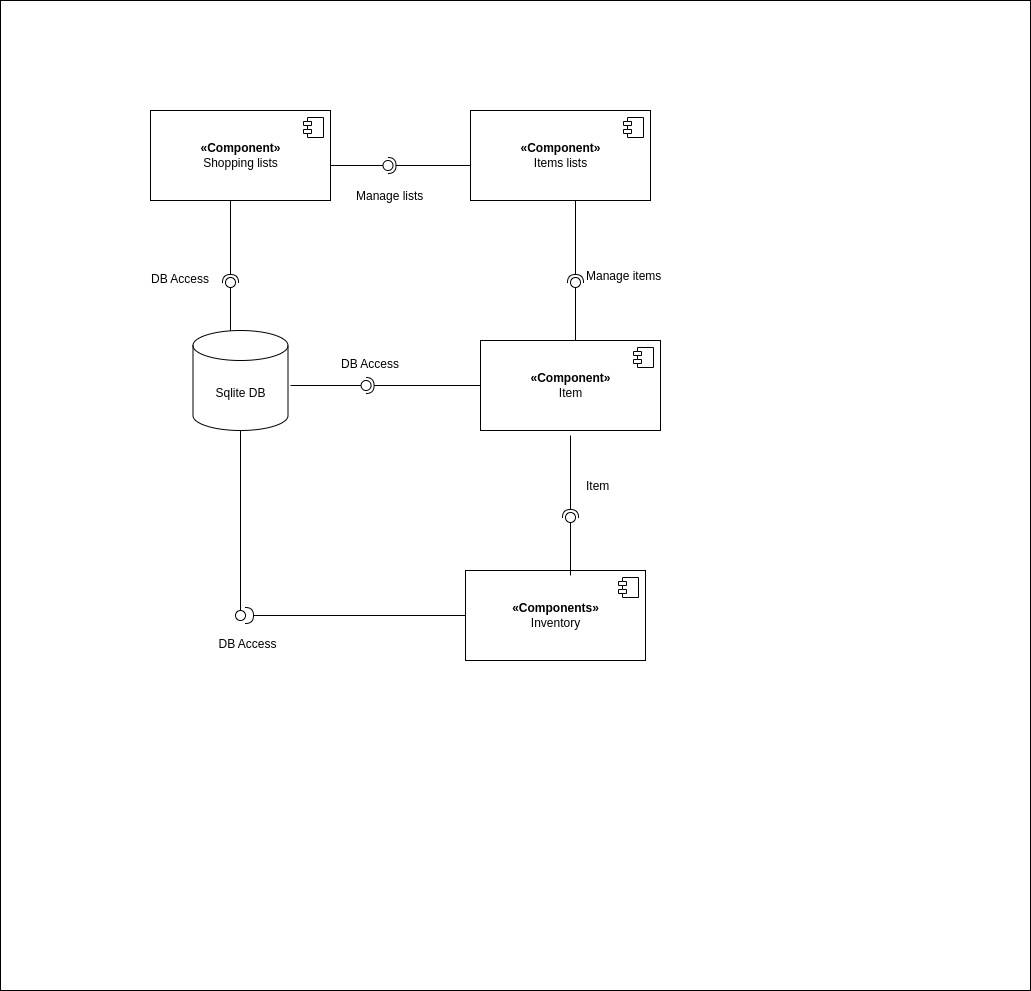 «Component»
Shopping lists
«Component»
Items lists
Manage lists
DB Access
Manage items
DB Access
Sqlite DB
«Component»
Item
Item
«Components»
Inventory
DB Access